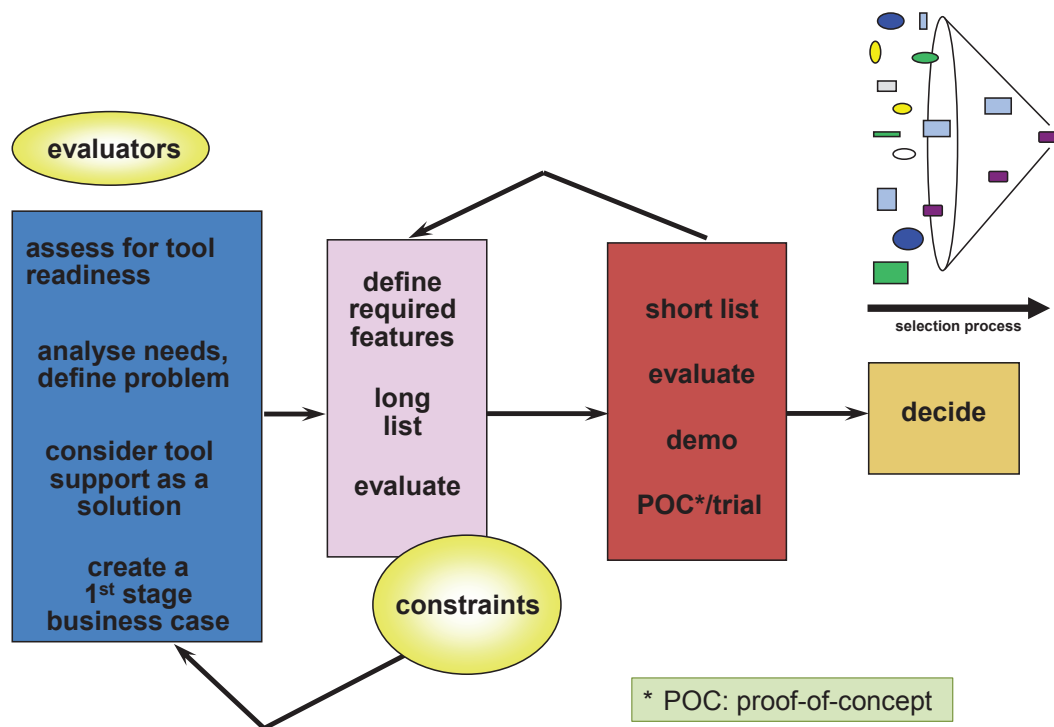 evaluators
assess for tool
readiness
analyse needs,
define problem
consider tool
support as a
solution
create a
1st stage
business case
define
required
features
long
list
evaluate
constraints
short list
evaluate
demo
POC*/trial
selection process
decide
* POC: proof-of-concept